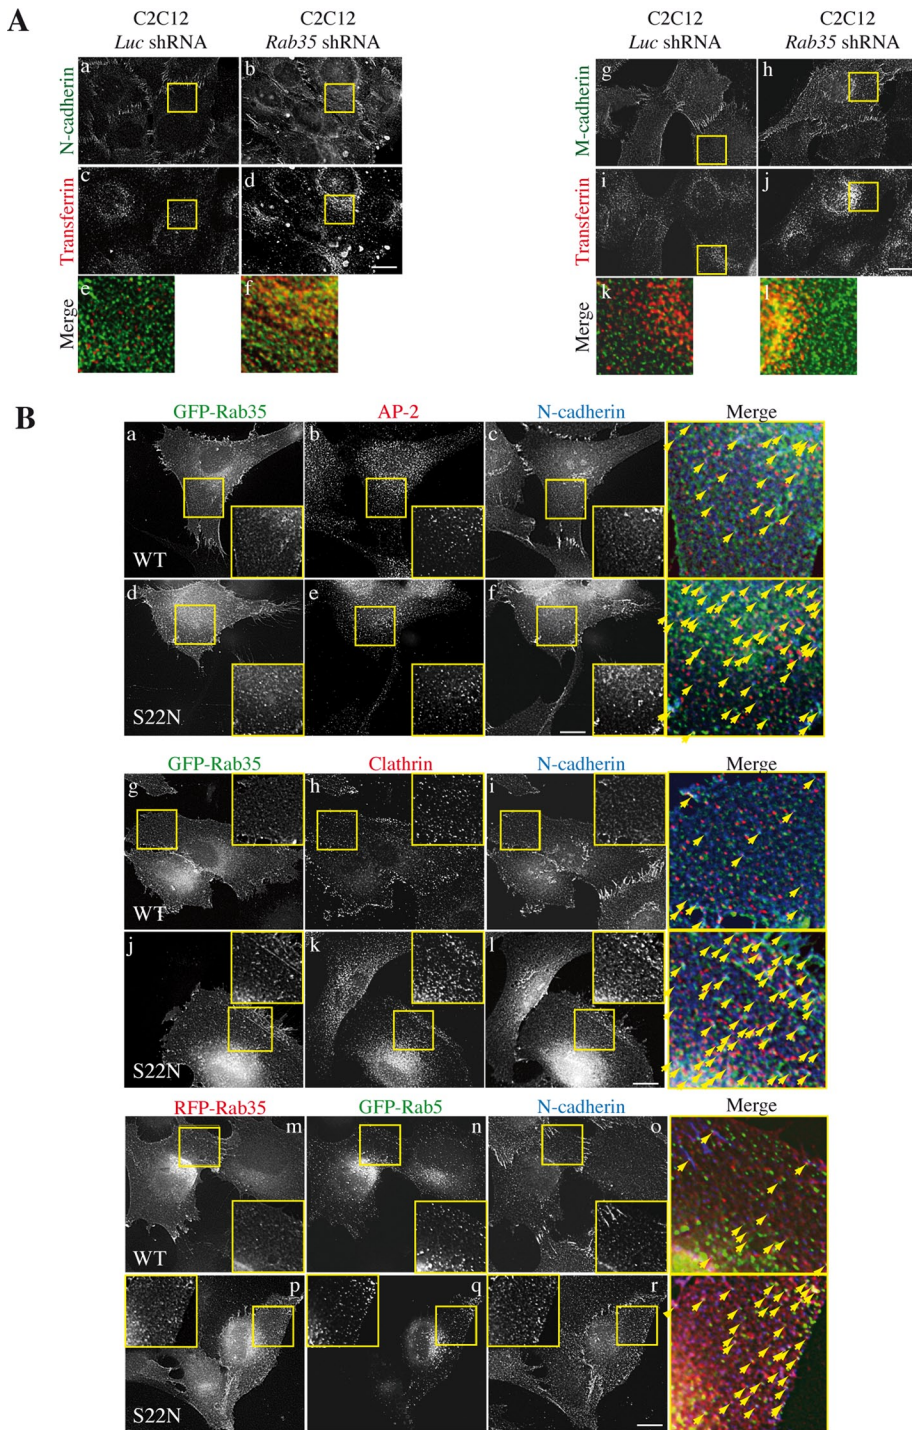 A
C2C12
Luc shRNA
C2C12
Rab35 shRNA
N-cadherin
a
b
Transferrin
c
d
Merge
e
f
C2C12
Luc shRNA
C2C12
Rab35 shRNA
M-cadherin
g
h
Transferrin
i
j
Merge
k
l
B
GFP-Rab35 AP-2 N-cadherin Merge
a b c
WT
d e f
S22N
GFP-Rab35 Clathrin N-cadherin Merge
g h i
WT
j k l
S22N
RFP-Rab35 GFP-Rab5 N-cadherin Merge
m n o
WT
p q r
S22N